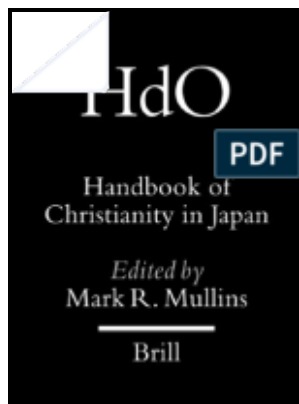 HdO
PDF
Handbook of
Christianity in Japan
Edited by
Mark R. Mullins
Brill